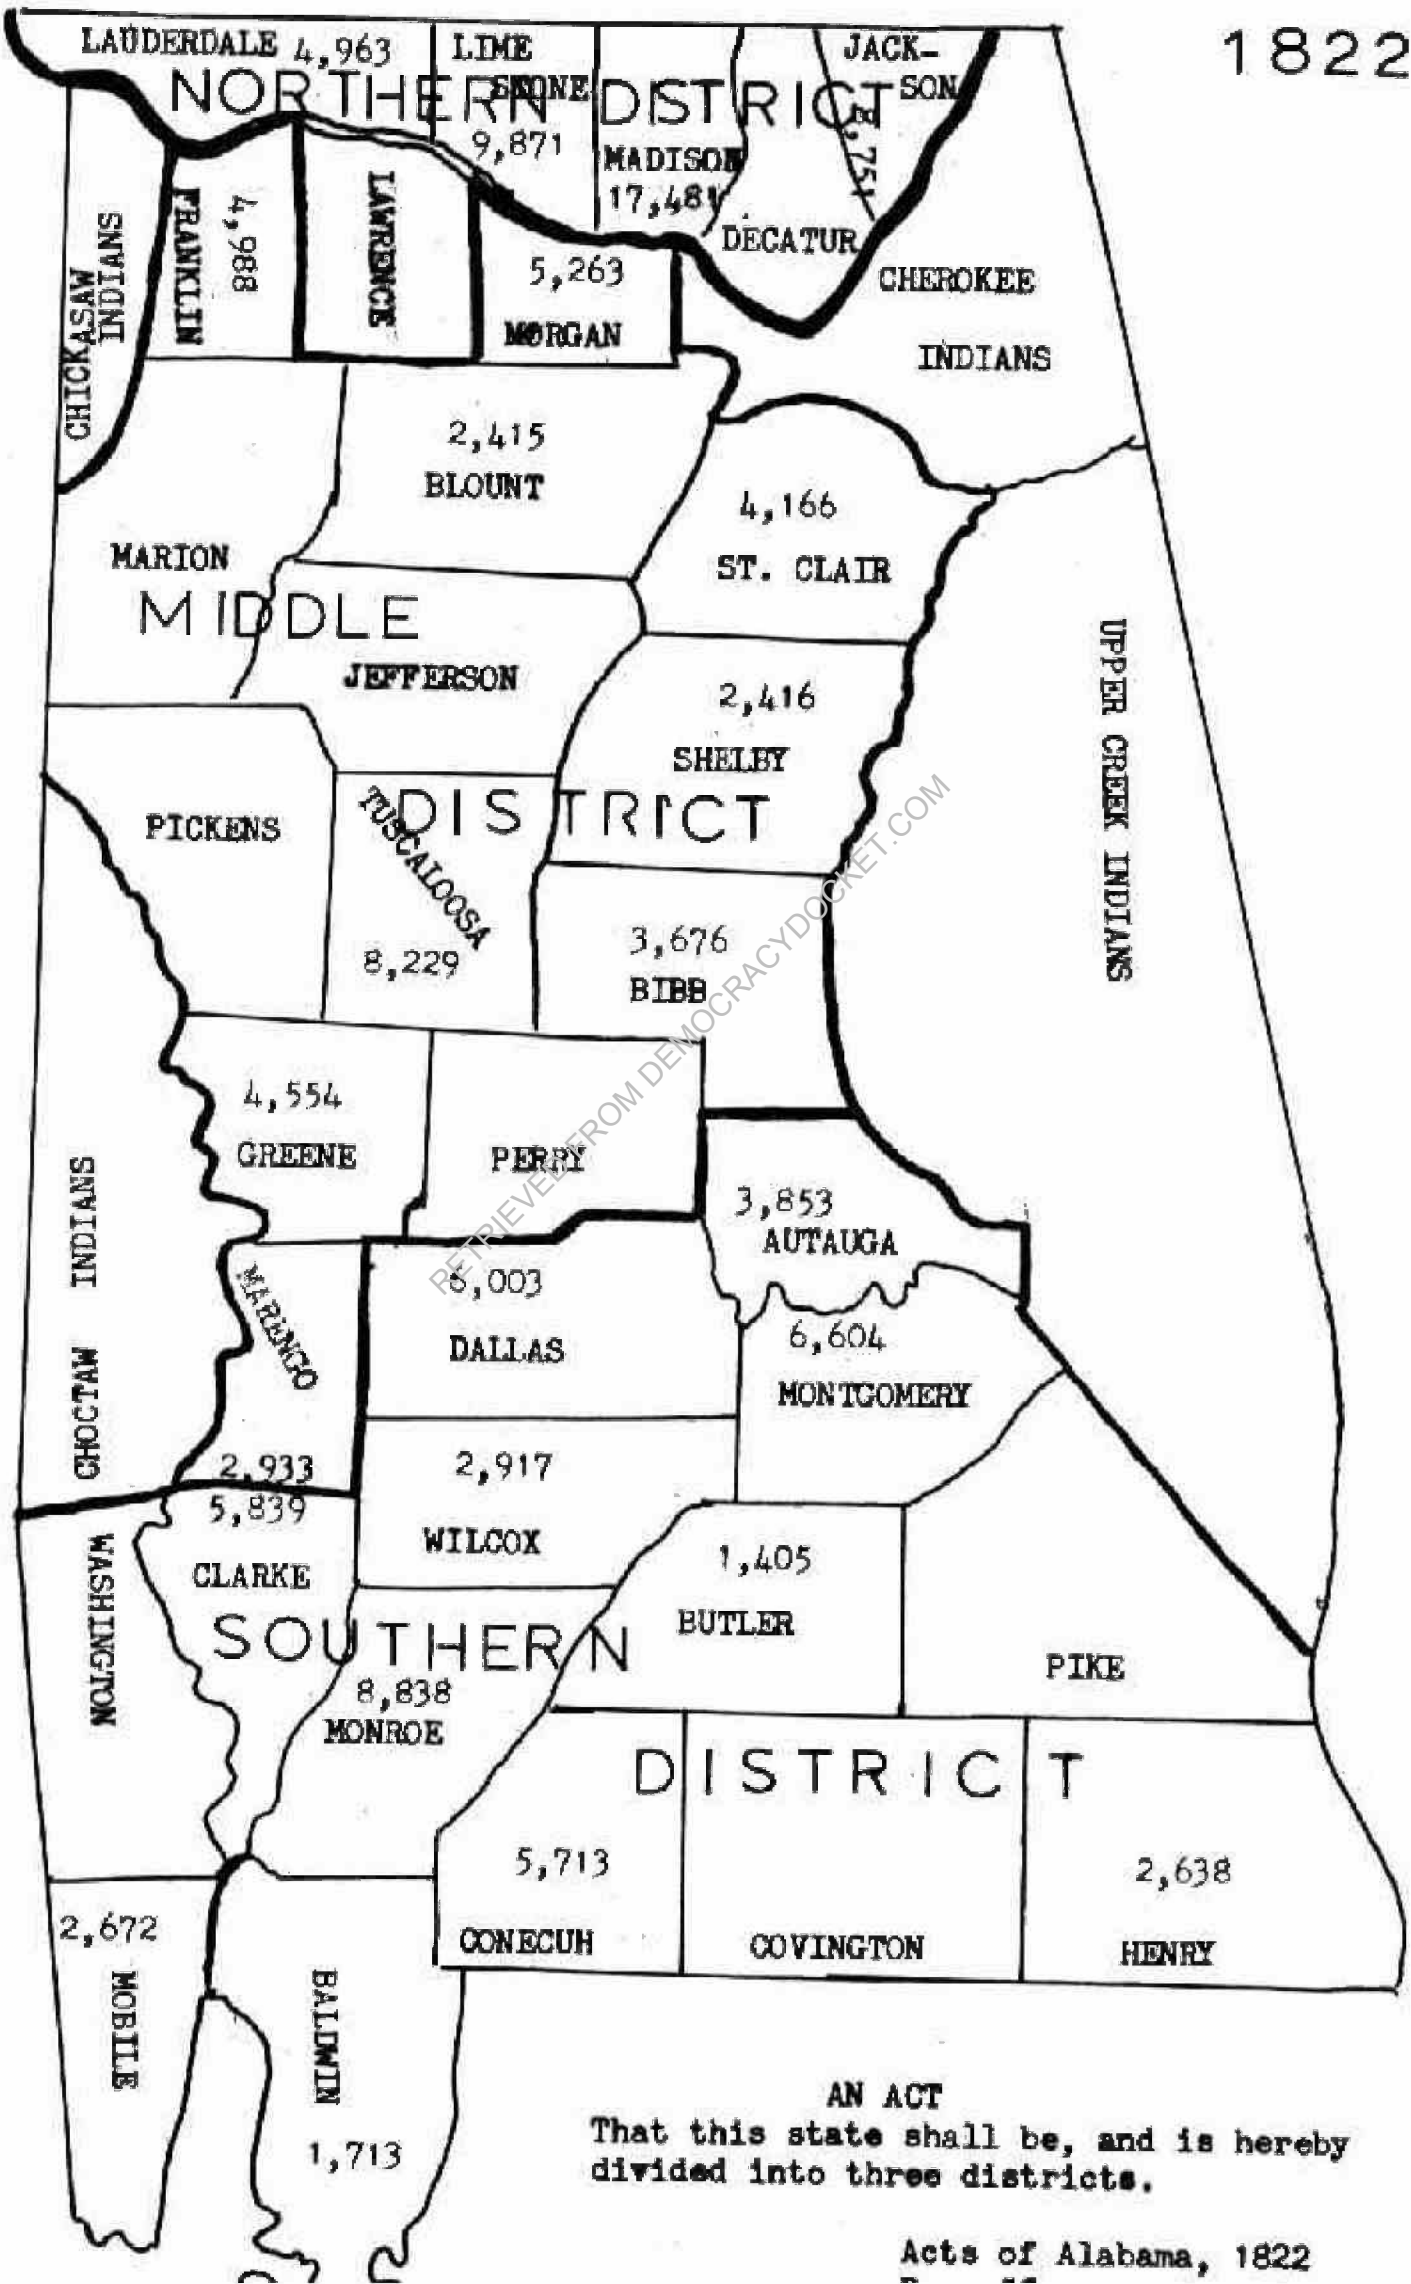 1822
LAUDERDALE 4,963
LIME
STONE
9,871
JACK-
SON
8,751
NORTHERN DISTRICT
MADISON
17,481
DECATUR
CHICKASAW
INDIANS
FRANKLIN
4,988
LAWRENCE
5,263
MORGAN
CHEROKEE
INDIANS
2,415
BLOUNT
4,166
ST. CLAIR
MARION
MIDDLE
JEFFERSON
2,416
SHELBY
UPPER CREEK INDIANS
DISTRICT
PICKENS
TUSCALOOSA
8,229
3,676
BIBB
4,554
GREENE
PERRY
3,853
AUTAUGA
CHOCTAW INDIANS
MARENGO
2,933
6,003
DALLAS
6,604
MONTGOMERY
2,917
WILCOX
5,839
CLARKE
WASHINGTON
1,405
BUTLER
PIKE
SOUTHERN
8,838
MONROE
DISTRICT
5,713
CONECUH
COVINGTON
2,638
HENRY
2,672
MOBILE
BALDWIN
1,713
AN ACT
That this state shall be, and is hereby
divided into three districts.
Acts of Alabama, 1822
RETRIEVED FROM DEMOCRACYDOCKET.COM